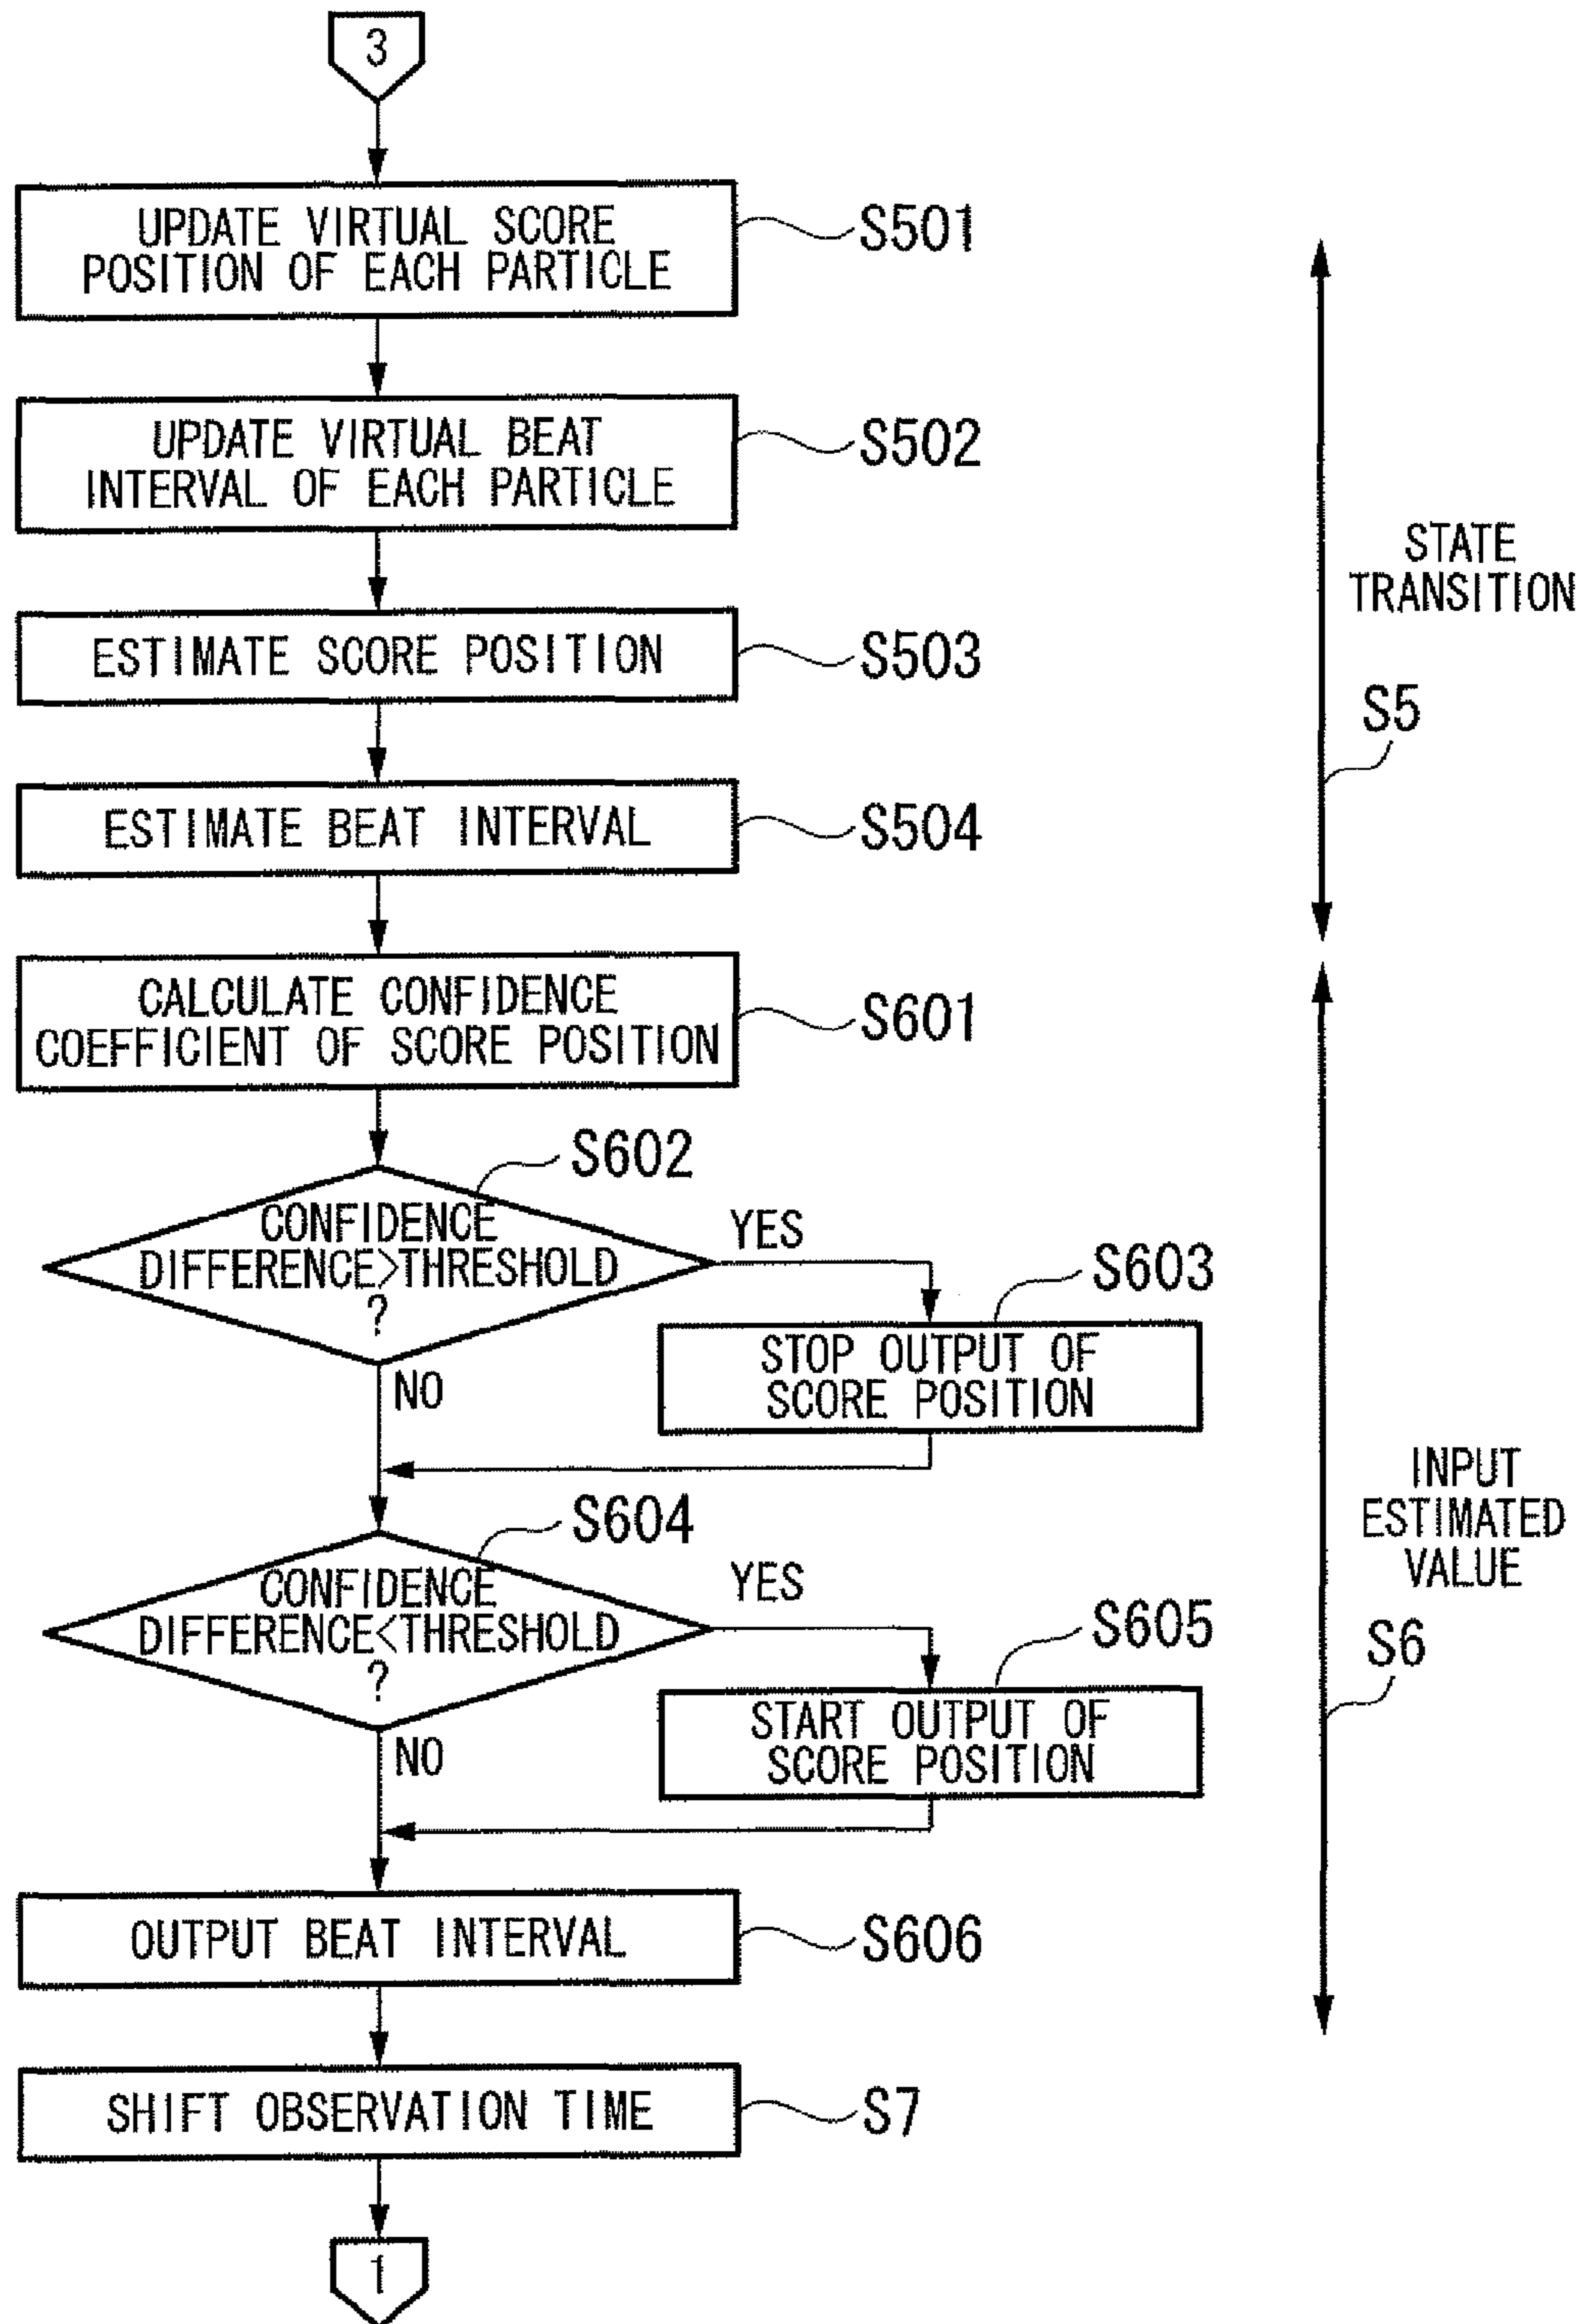 3
UPDATE VIRTUAL SCORE
POSITION OF EACH PARTICLE
S501
UPDATE VIRTUAL BEAT
INTERVAL OF EACH PARTICLE
S502
STATE
TRANSITION
ESTIMATE SCORE POSITION
S503
S5
ESTIMATE BEAT INTERVAL
S504
CALCULATE CONFIDENCE
COEFFICIENT OF SCORE POSITION
S601
S602
CONFIDENCE
DIFFERENCE>THRESHOLD
?
YES
NO
S603
STOP OUTPUT OF
SCORE POSITION
INPUT
ESTIMATED
VALUE
S604
CONFIDENCE
DIFFERENCE<THRESHOLD
?
YES
NO
S605
S6
START OUTPUT OF
SCORE POSITION
OUTPUT BEAT INTERVAL
S606
SHIFT OBSERVATION TIME
S7
1